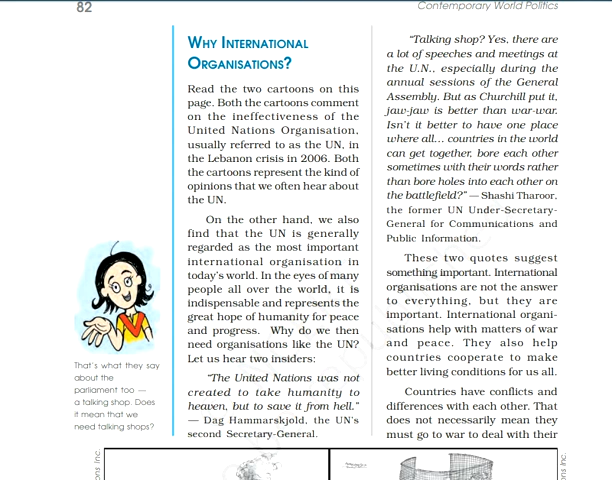 82
Contemporary World Politics
WHY INTERNATIONAL
ORGANISATIONS?
Read the two cartoons on this
page. Both the cartoons comment
on the ineffectiveness of the
United Nations Organisation,
usually referred to as the UN, in
the Lebanon crisis in 2006. Both
the cartoons represent the kind of
opinions that we often hear about
the UN.
On the other hand, we also
find that the UN is generally
regarded as the most important
international organisation in
today's world. In the eyes of many
people all over the world, it is
indispensable and represents the
great hope of humanity for peace
and progress. Why do we then
need organisations like the UN?
Let us hear two insiders:
"The United Nations was not
created to take humanity to
heaven, but to save it from hell."
— Dag Hammarskjold, the UN's
second Secretary-General.
"Talking shop? Yes, there are
a lot of speeches and meetings at
the U.N., especially during the
annual sessions of the General
Assembly. But as Churchill put it,
jaw-jaw is better than war-war.
Isn't it better to have one place
where all... countries in the world
can get together, bore each other
sometimes with their words rather
than bore holes into each other on
the battlefield?" — Shashi Tharoor,
the former UN Under-Secretary-
General for Communications and
Public Information.
These two quotes suggest
something important. International
organisations are not the answer
to everything, but they are
important. International organi-
sations help with matters of war
and peace. They also help
countries cooperate to make
better living conditions for us all.
Countries have conflicts and
differences with each other. That
does not necessarily mean they
must go to war to deal with their
That's what they say
about the
parliament too —
a talking shop. Does
it mean that we
need talking shops?
ons Inc.
ons Inc.